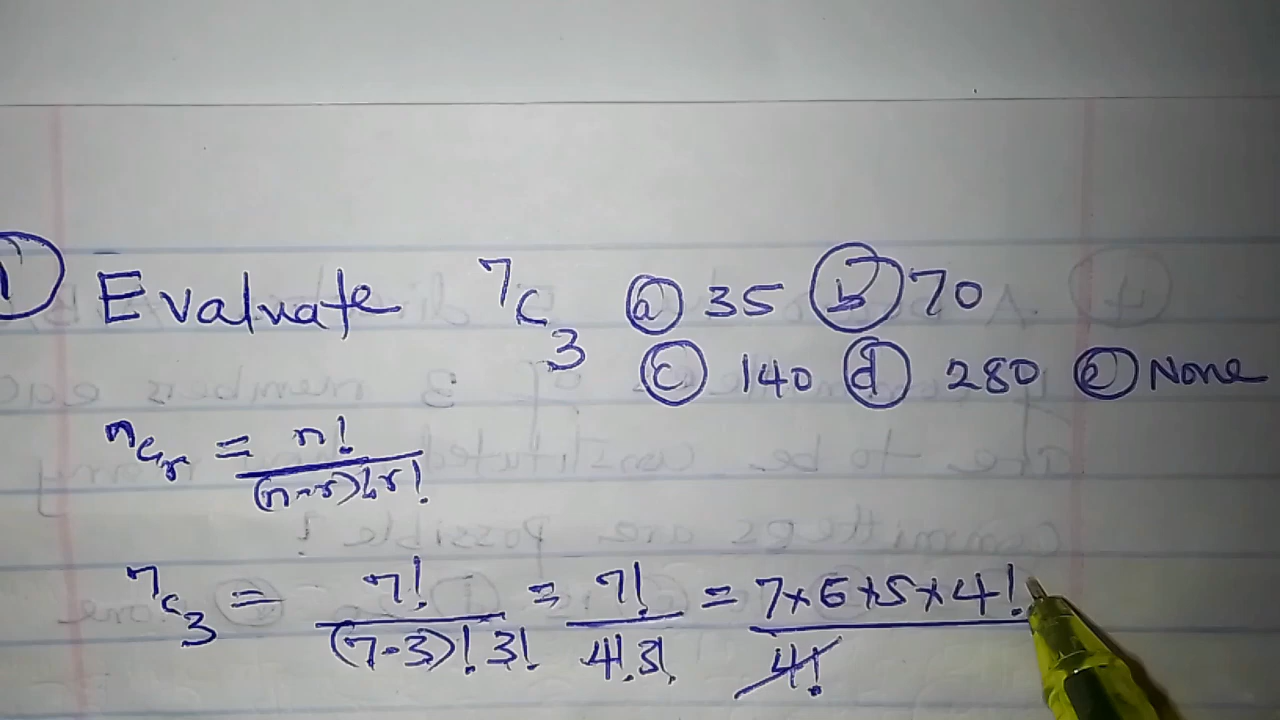 ① Evaluate ⁷C₃ ⓐ 35 ⓑ 70
ⓒ 140 ⓓ 280 ⓔ None
ⁿCᵣ = n! / (n-r)! r!
⁷C₃ = 7! / (7-3)! 3! = 7! / 4! 3! = 7 × 6 × 5 × 4! / 4!